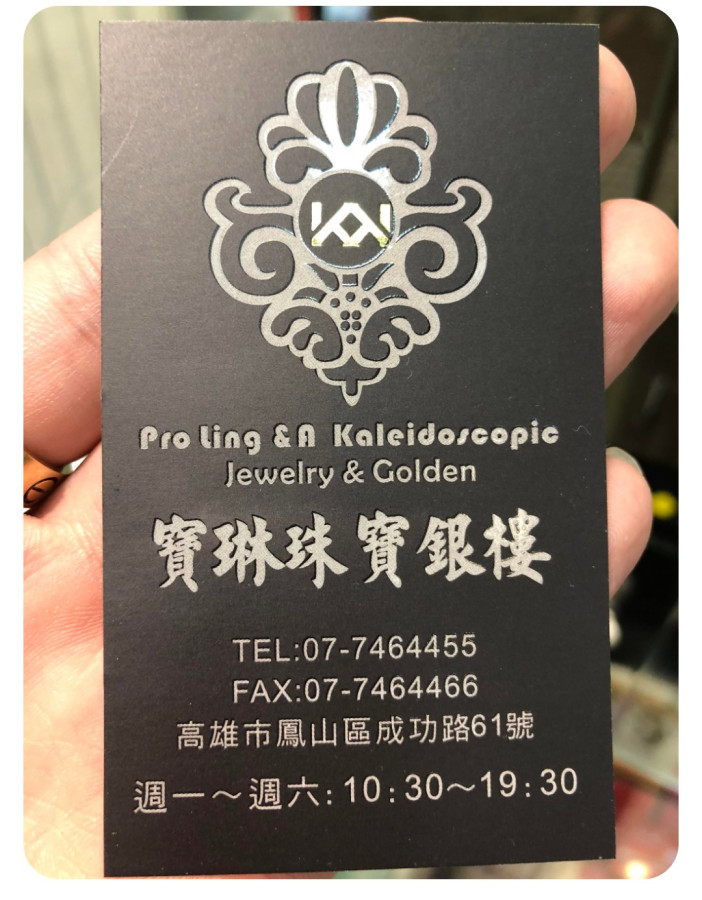 Pro Ling & A Kaleidoscopic
Jewelry & Golden
寶琳珠寶銀樓
TEL:07-7464455
FAX:07-7464466
高雄市鳳山區成功路61號
週一～週六: 10 : 30～19 : 30